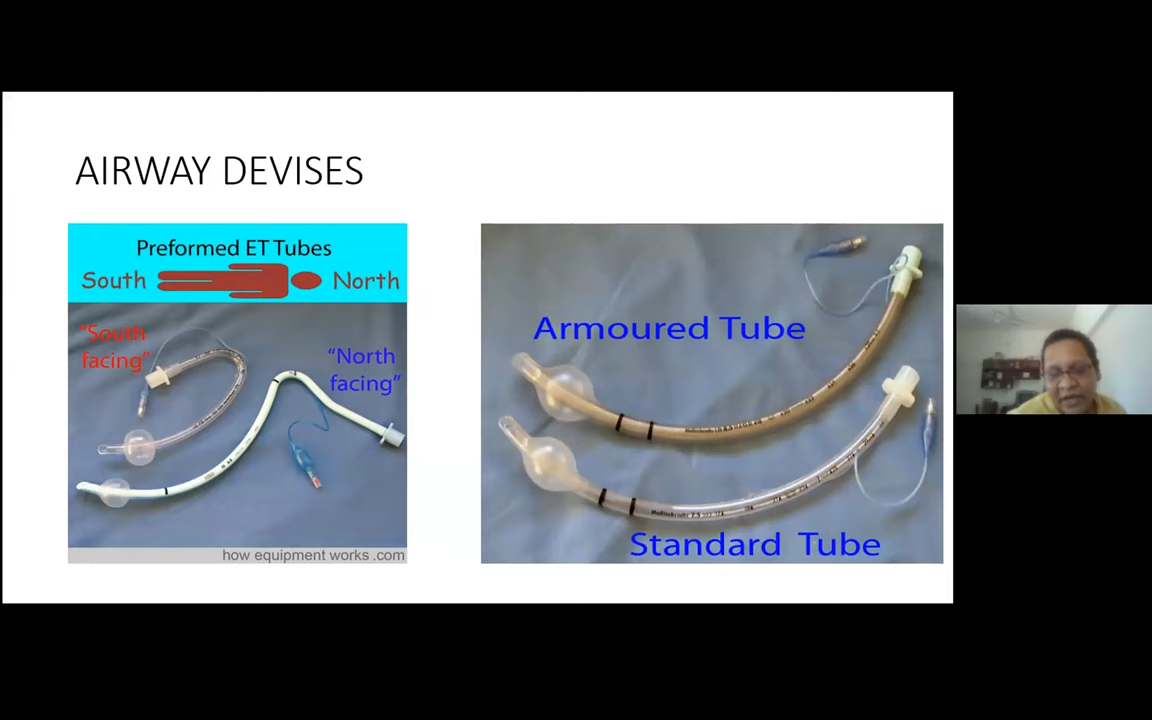 AIRWAY DEVISES
Preformed ET Tubes
South
North
"South
facing"
"North
facing"
how equipment works .com
Armoured Tube
Standard Tube